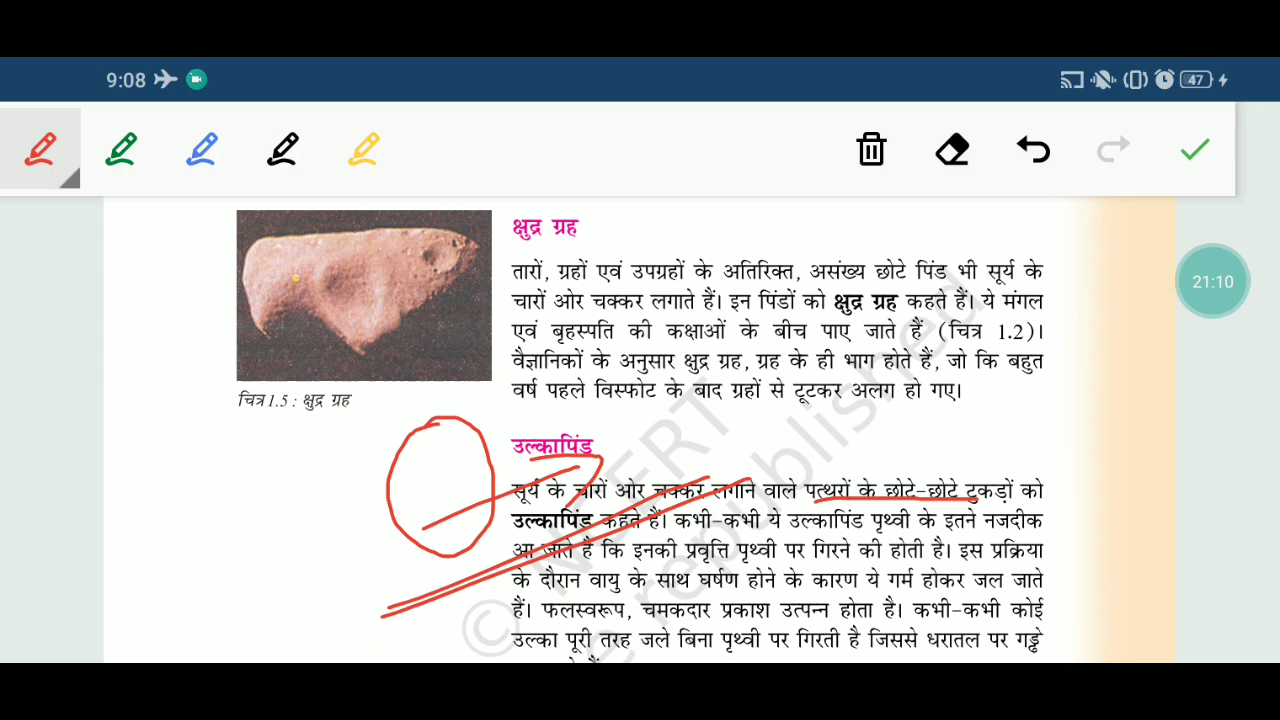 9:08
47
क्षुद्र ग्रह
तारों, ग्रहों एवं उपग्रहों के अतिरिक्त, असंख्य छोटे पिंड भी सूर्य के
चारों ओर चक्कर लगाते हैं। इन पिंडों को क्षुद्र ग्रह कहते हैं। ये मंगल
एवं बृहस्पति की कक्षाओं के बीच पाए जाते हैं (चित्र 1.2)।
वैज्ञानिकों के अनुसार क्षुद्र ग्रह, ग्रह के ही भाग होते हैं, जो कि बहुत
वर्ष पहले विस्फोट के बाद ग्रहों से टूटकर अलग हो गए।
चित्र 1.5 : क्षुद्र ग्रह
21:10
उल्कापिंड
सूर्य के चारों ओर चक्कर लगाने वाले पत्थरों के छोटे-छोटे टुकड़ों को
उल्कापिंड कहते हैं। कभी-कभी ये उल्कापिंड पृथ्वी के इतने नजदीक
आ जाते है कि इनकी प्रवृत्ति पृथ्वी पर गिरने की होती है। इस प्रक्रिया
के दौरान वायु के साथ घर्षण होने के कारण ये गर्म होकर जल जाते
हैं। फलस्वरूप, चमकदार प्रकाश उत्पन्न होता है। कभी-कभी कोई
उल्का पूरी तरह जले बिना पृथ्वी पर गिरती है जिससे धरातल पर गड्ढे
© NCERT
be republished